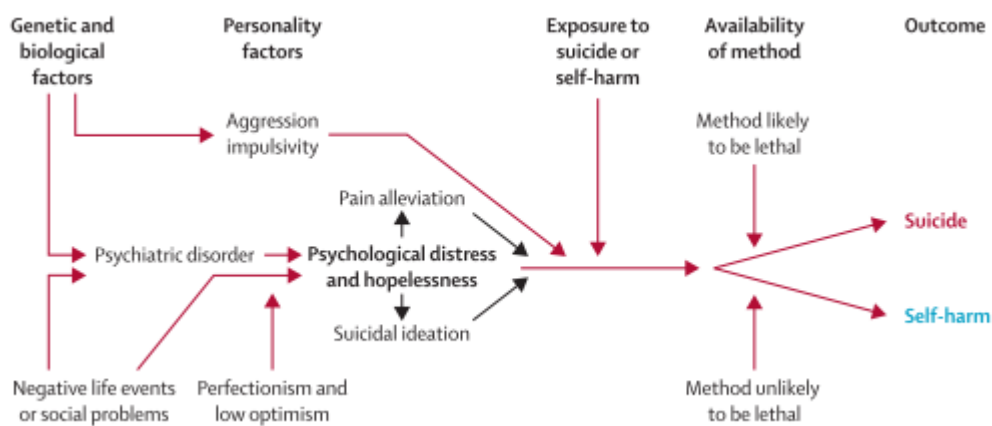 Genetic and
biological
factors
Personality
factors
Exposure to
suicide or
self-harm
Availability
of method
Outcome
Aggression
impulsivity
Method likely
to be lethal
Pain alleviation
Suicide
Psychiatric disorder
Psychological distress
and hopelessness
Self-harm
Suicidal ideation
Negative life events
or social problems
Perfectionism and
low optimism
Method unlikely
to be lethal